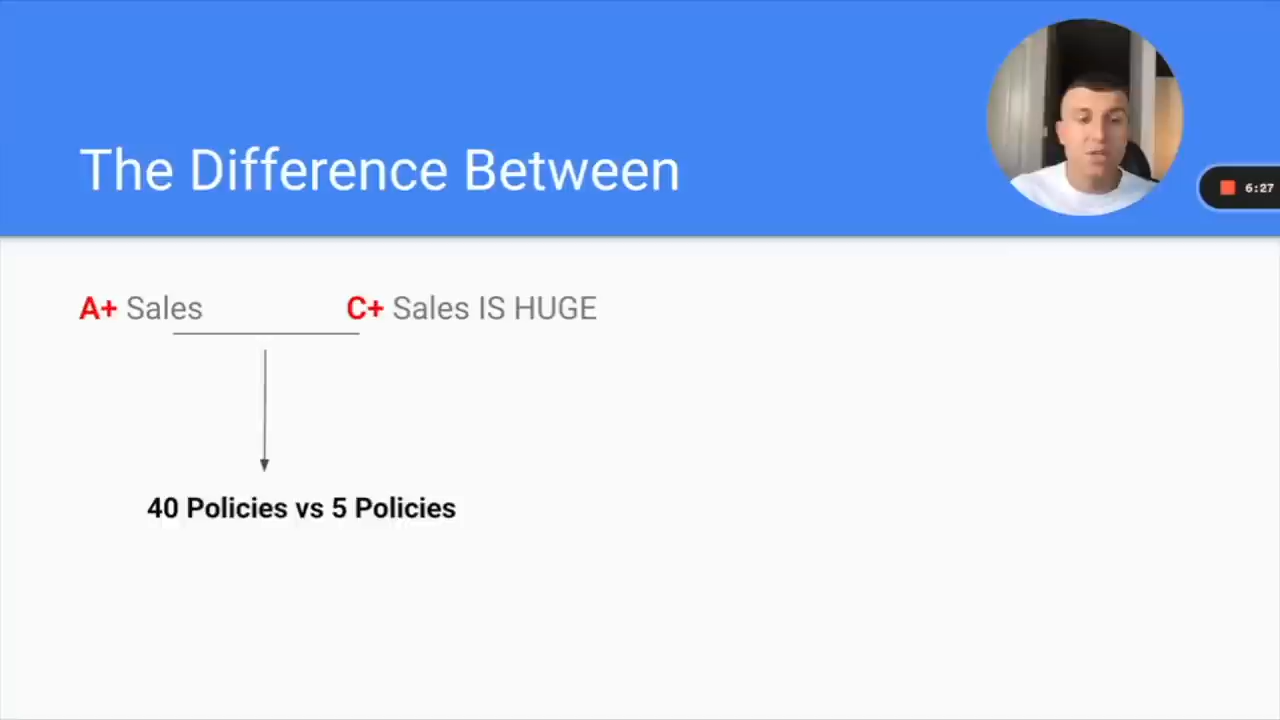 The Difference Between
6:27
A+ Sales C+ Sales IS HUGE
40 Policies vs 5 Policies